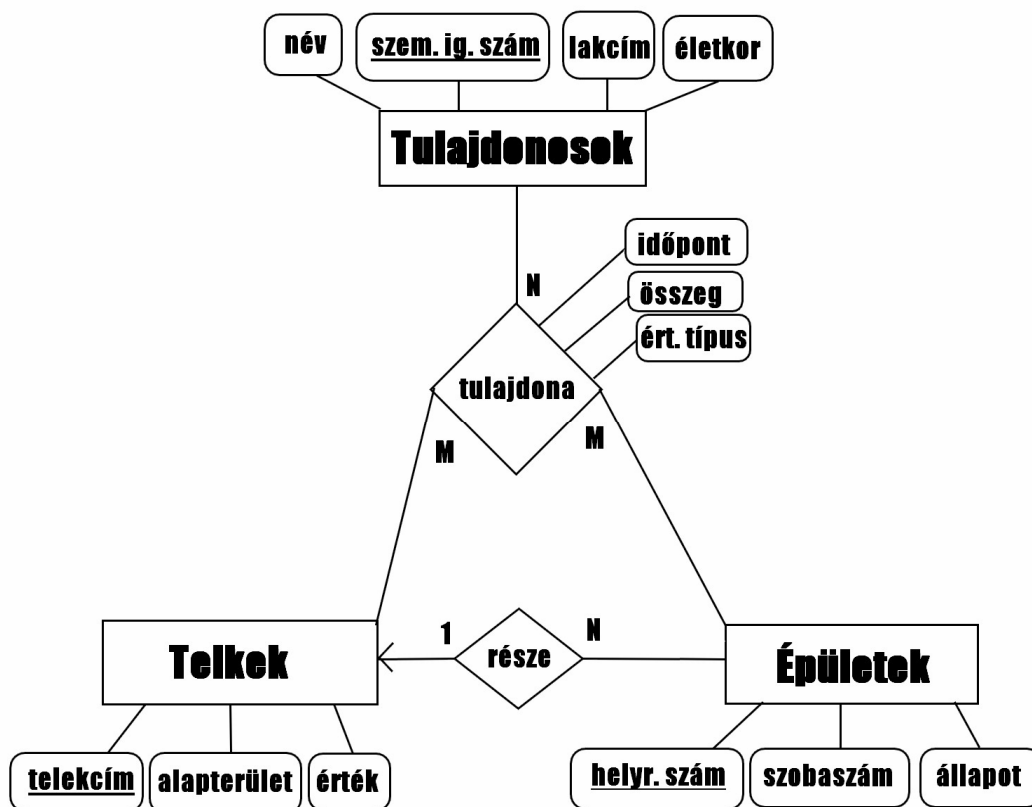 név
szem. ig. szám
lakcím
életkor
Tulajdonosok
időpont
N
összeg
ért. típus
tulajdona
M
M
1
N
része
Telkek
Épületek
telekcím
alapterület
érték
helyr. szám
szobaszám
állapot